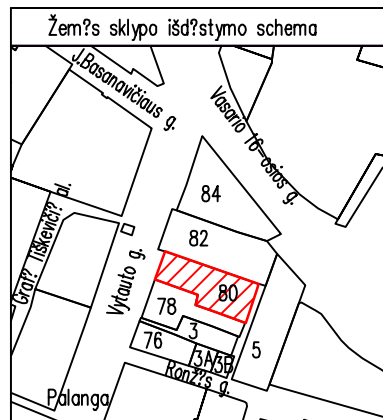 Žem?s sklypo išd?stymo schema
J.Basanavičiaus g.
Vasario 16-osios g.
84
Graf? Tiškevičі? al.
82
Vytauto g.
80
78
3
76
3A
3B
5
Ronž?s g.
Palanga